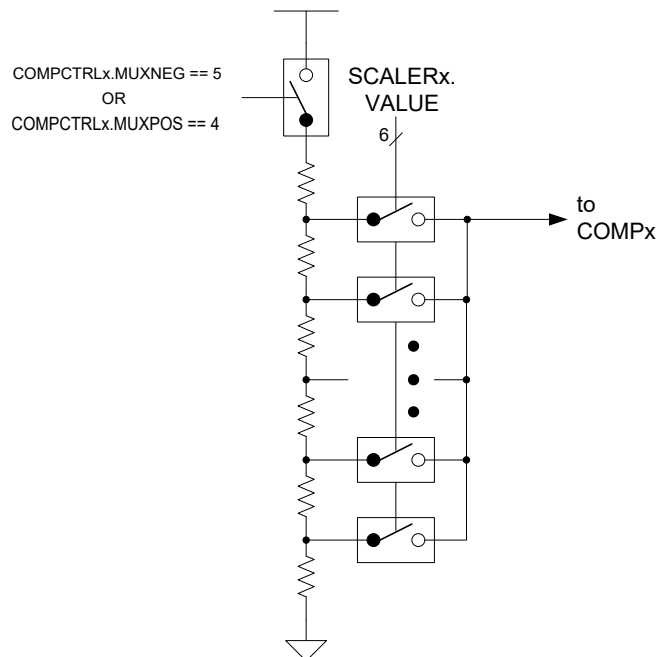 COMPCTRLx.MUXNEG == 5
OR
COMPCTRLx.MUXPOS == 4
SCALERx.
VALUE
6
to
COMPx